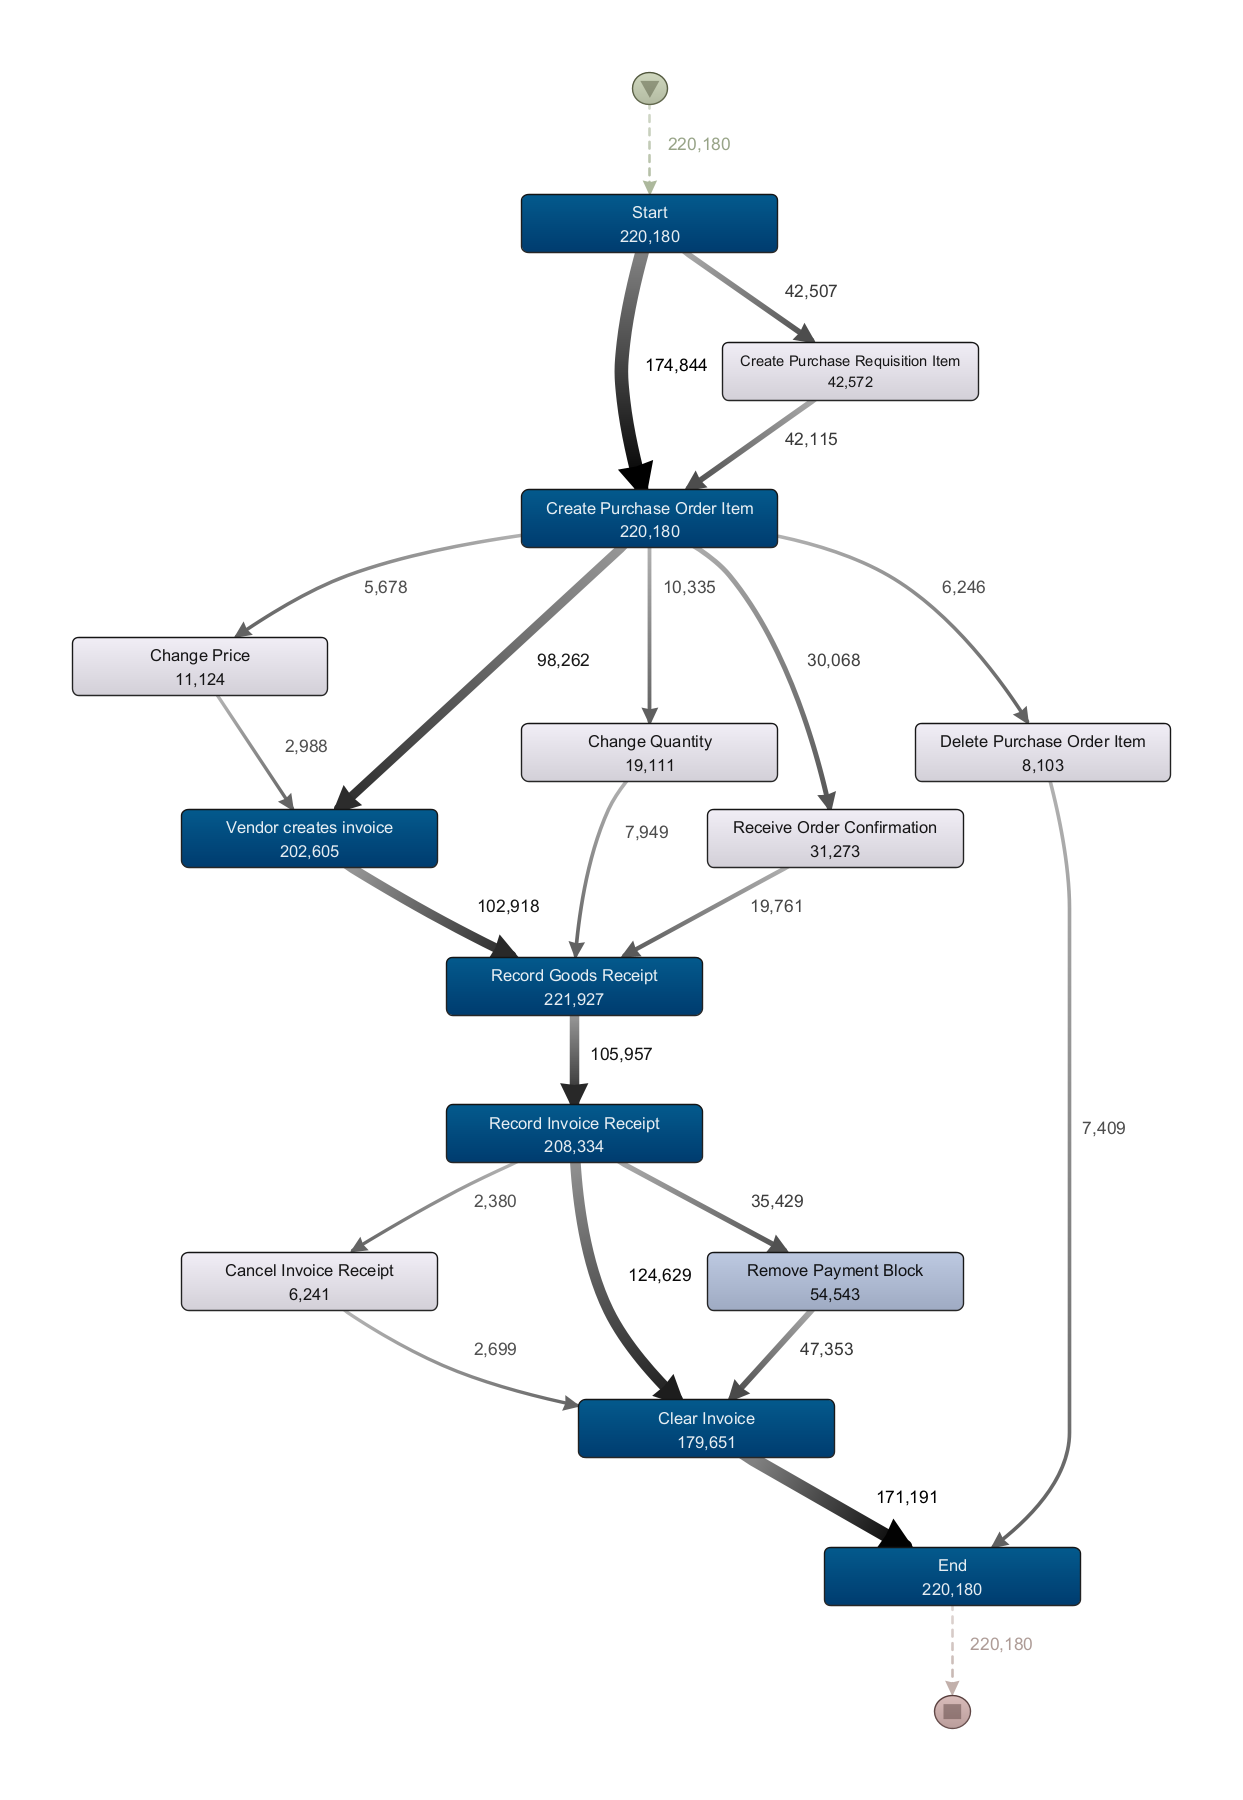 220,180
Start
220,180
42,507
174,844
Create Purchase Requisition Item
42,572
42,115
Create Purchase Order Item
220,180
5,678
98,262
10,335
30,068
6,246
Change Price
11,124
Change Quantity
19,111
Delete Purchase Order Item
8,103
2,988
Vendor creates invoice
202,605
7,949
Receive Order Confirmation
31,273
102,918
19,761
Record Goods Receipt
221,927
105,957
Record Invoice Receipt
208,334
7,409
2,380
35,429
Cancel Invoice Receipt
6,241
124,629
Remove Payment Block
54,543
2,699
47,353
Clear Invoice
179,651
171,191
End
220,180
220,180